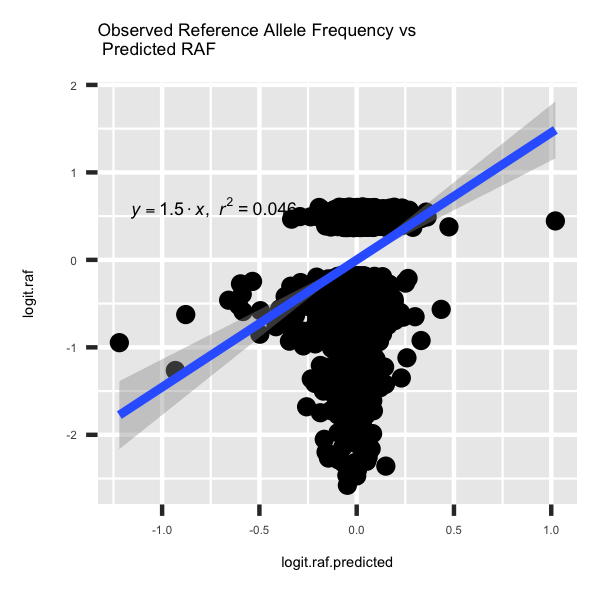 Observed Reference Allele Frequency vs
Predicted RAF
2
1
0
-1
-2
y = 1.5 · x, r² = 0.046
logit.raf
-1.0 -0.5 0.0 0.5 1.0
logit.raf.predicted